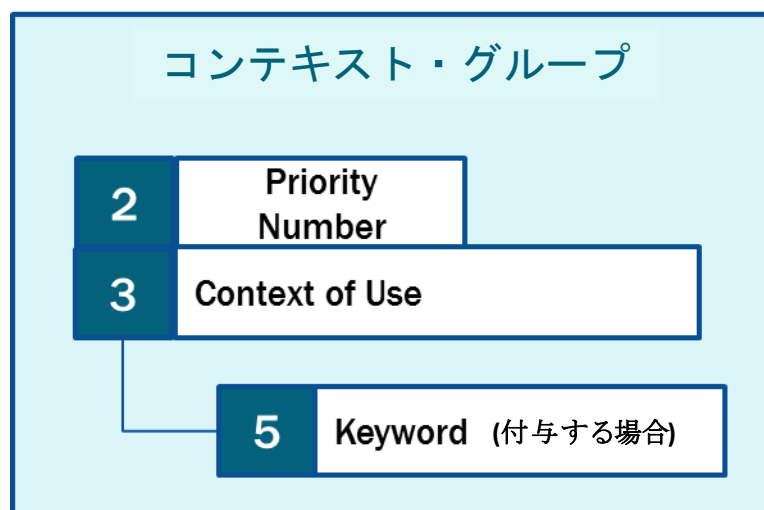 コンテキスト・グループ
2
Priority
Number
3
Context of Use
5
Keyword (付与する場合)